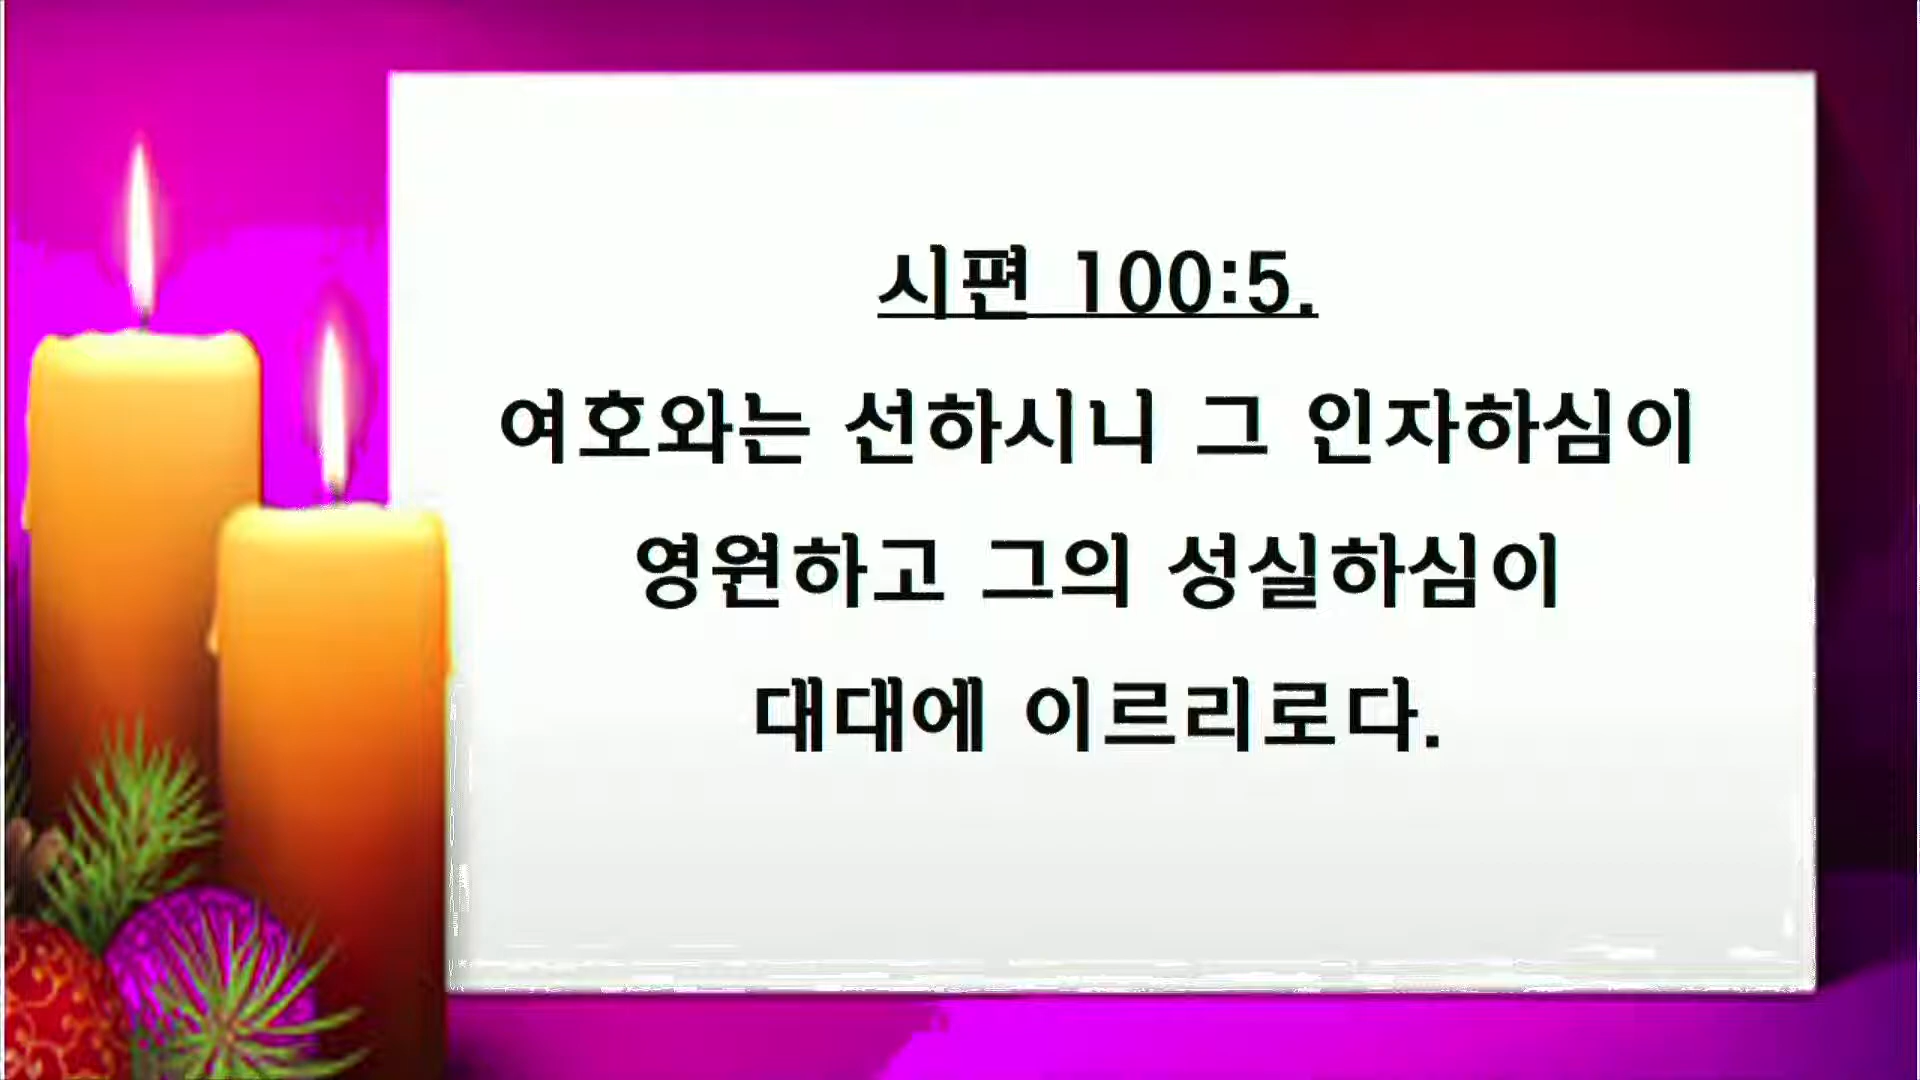 시편 100:5.
여호와는 선하시니 그 인자하심이
영원하고 그의 성실하심이
대대에 이르리로다.